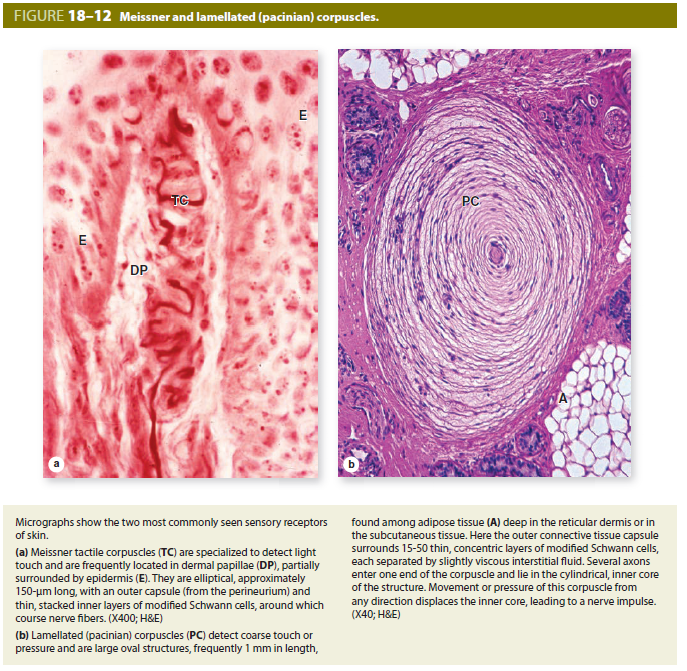 FIGURE 18–12 Meissner and lamellated (pacinian) corpuscles.
E
TC
E
DP
a
PC
A
b
Micrographs show the two most commonly seen sensory receptors
of skin.
(a) Meissner tactile corpuscles (TC) are specialized to detect light
touch and are frequently located in dermal papillae (DP), partially
surrounded by epidermis (E). They are elliptical, approximately
150-μm long, with an outer capsule (from the perineurium) and
thin, stacked inner layers of modified Schwann cells, around which
course nerve fibers. (X400; H&E)
(b) Lamellated (pacinian) corpuscles (PC) detect coarse touch or
pressure and are large oval structures, frequently 1 mm in length,
found among adipose tissue (A) deep in the reticular dermis or in
the subcutaneous tissue. Here the outer connective tissue capsule
surrounds 15-50 thin, concentric layers of modified Schwann cells,
each separated by slightly viscous interstitial fluid. Several axons
enter one end of the corpuscle and lie in the cylindrical, inner core
of the structure. Movement or pressure of this corpuscle from
any direction displaces the inner core, leading to a nerve impulse.
(X40; H&E)